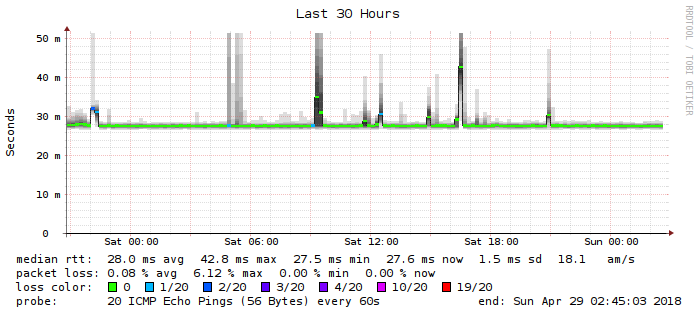 Last 30 Hours
RRDTOOL / TOBI OETIKER
Seconds
50 m
40 m
30 m
20 m
10 m
0
Sat 00:00 Sat 06:00 Sat 12:00 Sat 18:00 Sun 00:00
median rtt: 28.0 ms avg 42.8 ms max 27.5 ms min 27.6 ms now 1.5 ms sd 18.1 am/s
packet loss: 0.08 % avg 6.12 % max 0.00 % min 0.00 % now
loss color: 0 1/20 2/20 3/20 4/20 10/20 19/20
probe: 20 ICMP Echo Pings (56 Bytes) every 60s end: Sun Apr 29 02:45:03 2018